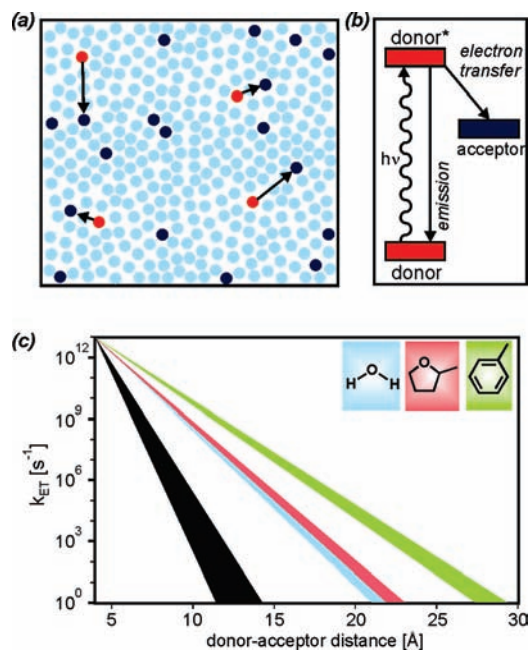 (a)
(b)
donor*
electron
transfer
acceptor
hν
emission
donor
(c)
10¹²
10⁹
10⁶
10³
10⁰
k_ET [s⁻¹]
H O H
O
5 10 15 20 25 30
donor-acceptor distance [Å]